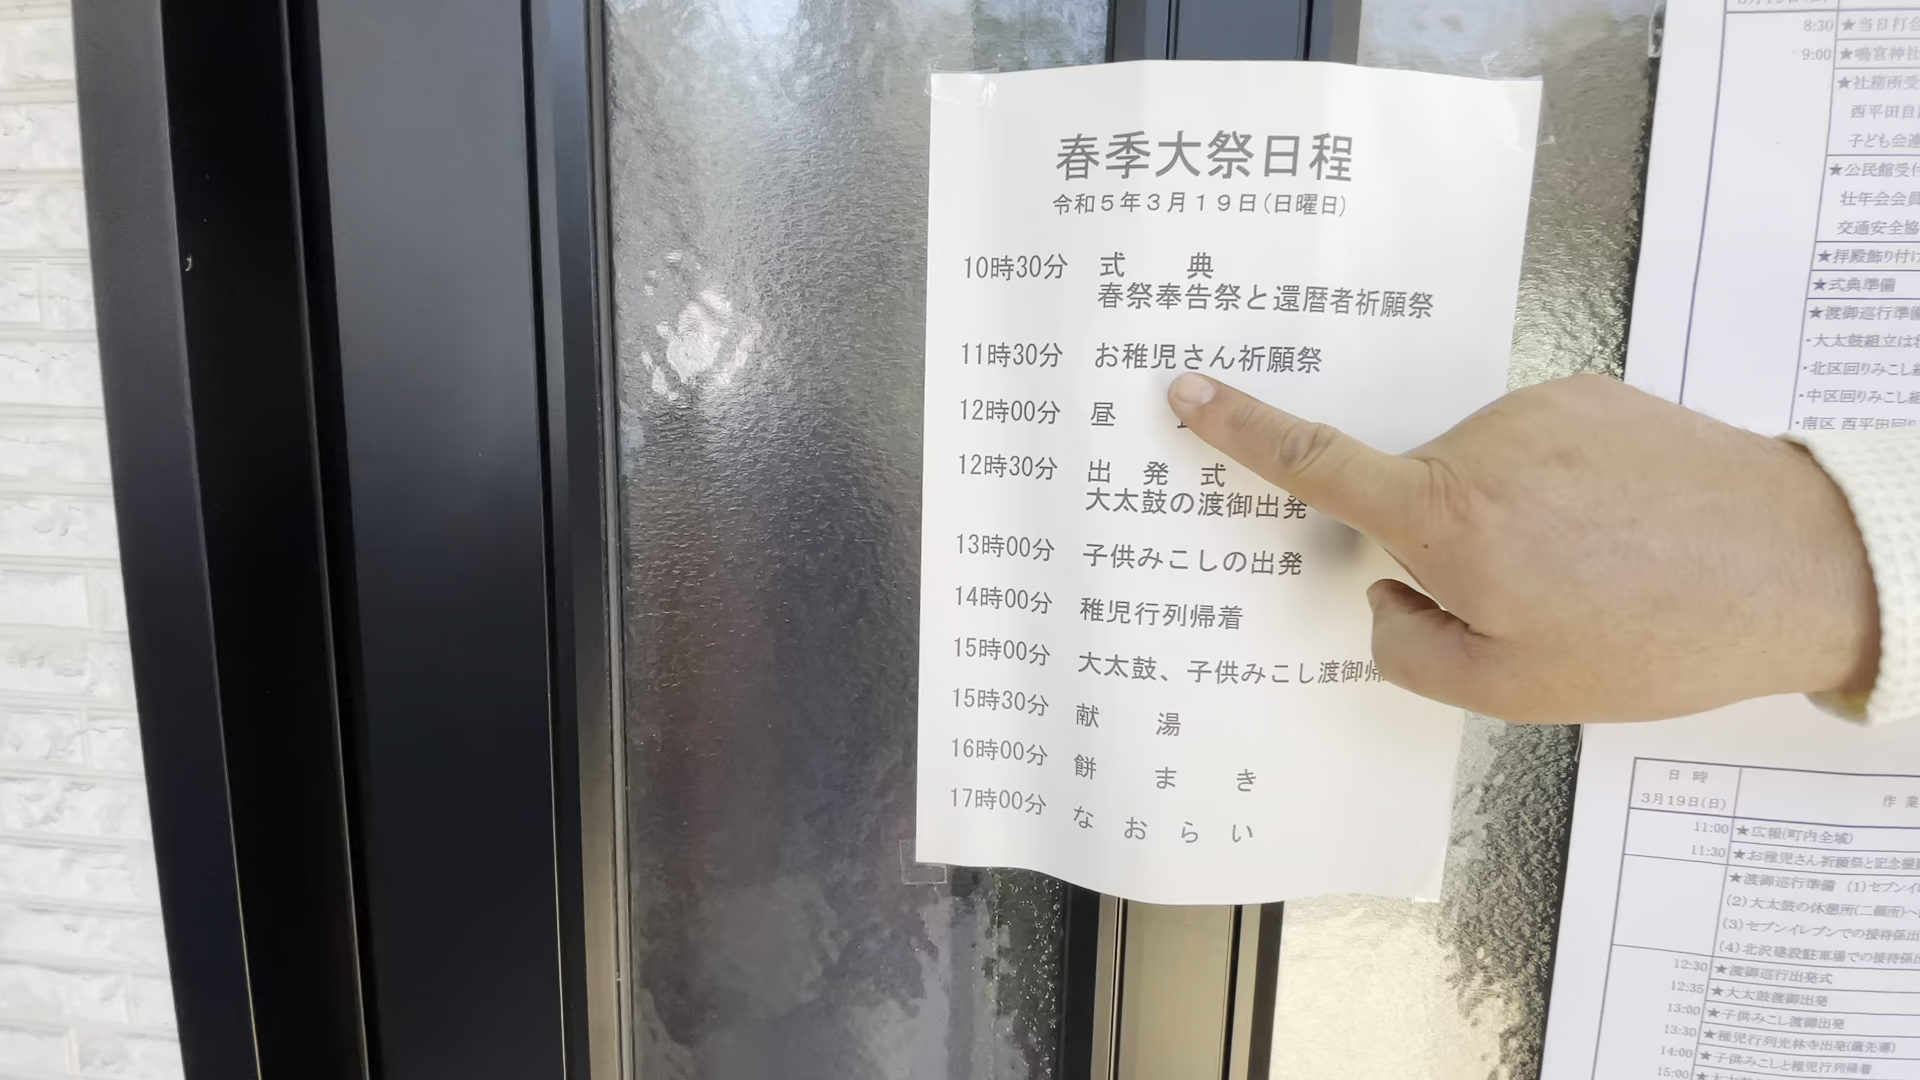 春季大祭日程
令和5年3月19日(日曜日)
10時30分 式 典
春祭奉告祭と還暦者祈願祭
11時30分 お稚児さん祈願祭
12時00分 昼
12時30分 出 発 式
大太鼓の渡御出発
13時00分 子供みこしの出発
14時00分 稚児行列帰着
15時00分 大太鼓、子供みこし渡御帰
15時30分 献 湯
16時00分 餅 ま き
17時00分 な お ら い
8:30 ★当日打合
9:00 ★鳴宮神社
★社務所受
西平田自
子ども会連
★公民館受付
壮年会会員
交通安全協
★拝殿飾り付け
★式典準備
★渡御巡行準備
・大太鼓組立は
・北区回りみこし
・中区回りみこし
・南区 西平田回り
日 時
3月19日(日) 作 業
11:00 ★広報(町内全域)
11:30 ★お稚児さん祈願祭と記念撮
★渡御巡行準備 (1)セブンイ
(2)大太鼓の休憩所(二個所)へ
(3)セブンイレブンでの接待係出
(4)北沢建設駐車場での接待係出
12:30 ★渡御巡行出発式
12:35 ★大太鼓渡御出発
13:00 ★子供みこし渡御出発
13:30 ★稚児行列光林寺出発(蔵先導)
14:00 ★子供みこしと稚児行列帰着
15:00